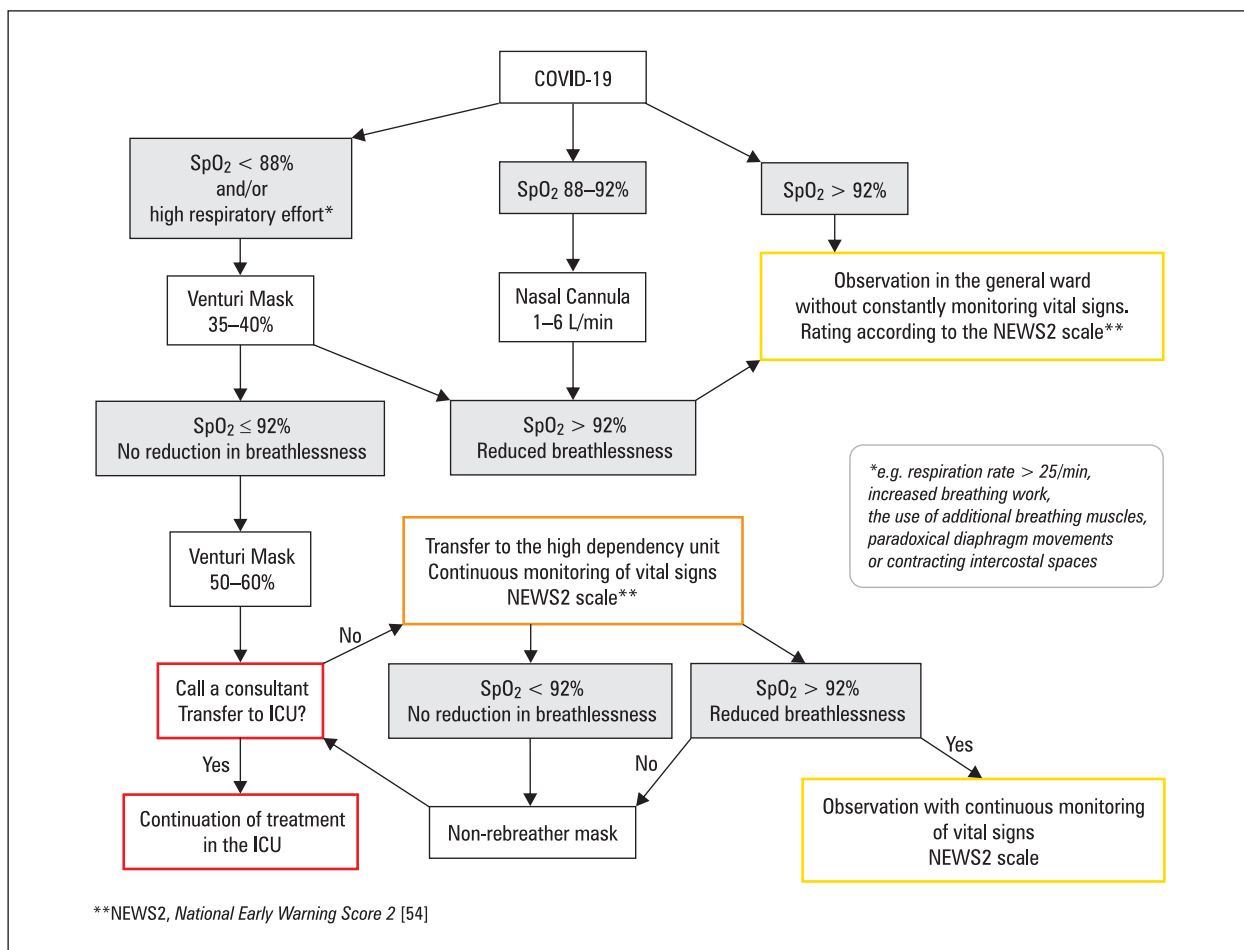 COVID-19
SpO₂ < 88%
and/or
high respiratory effort*
SpO₂ 88–92%
SpO₂ > 92%
Venturi Mask
35–40%
Nasal Cannula
1–6 L/min
Observation in the general ward
without constantly monitoring vital signs.
Rating according to the NEWS2 scale**
SpO₂ ≤ 92%
No reduction in breathlessness
SpO₂ > 92%
Reduced breathlessness
*e.g. respiration rate > 25/min,
increased breathing work,
the use of additional breathing muscles,
paradoxical diaphragm movements
or contracting intercostal spaces
Venturi Mask
50–60%
Transfer to the high dependency unit
Continuous monitoring of vital signs
NEWS2 scale**
No
Call a consultant
Transfer to ICU?
SpO₂ < 92%
No reduction in breathlessness
SpO₂ > 92%
Reduced breathlessness
Yes
No
Yes
Continuation of treatment
in the ICU
Non-rebreather mask
Observation with continuous monitoring
of vital signs
NEWS2 scale
**NEWS2, National Early Warning Score 2 [54]